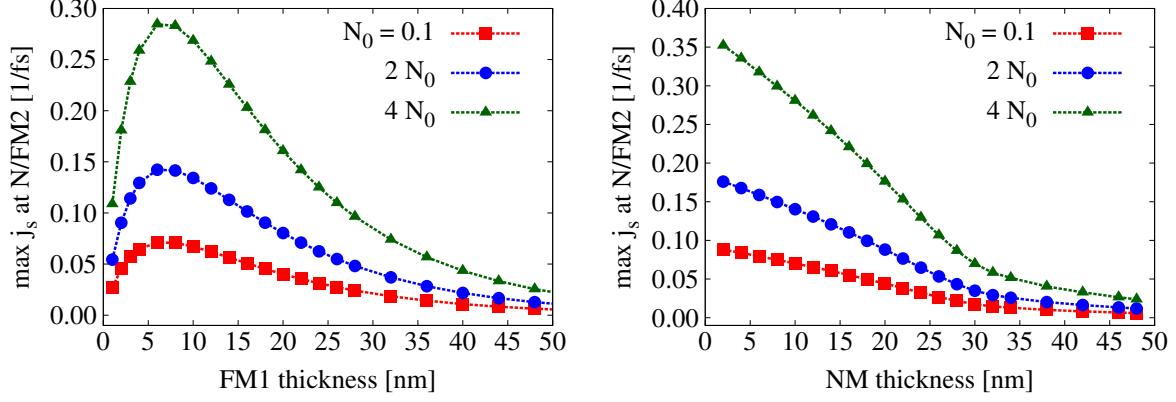 0.30
0.25
0.20
0.15
0.10
0.05
0.00
max j_s at N/FM2 [1/fs]
N_0 = 0.1
2 N_0
4 N_0
0 5 10 15 20 25 30 35 40 45 50
FM1 thickness [nm]
0.40
0.35
0.30
0.25
0.20
0.15
0.10
0.05
0.00
max j_s at N/FM2 [1/fs]
N_0 = 0.1
2 N_0
4 N_0
0 5 10 15 20 25 30 35 40 45 50
NM thickness [nm]